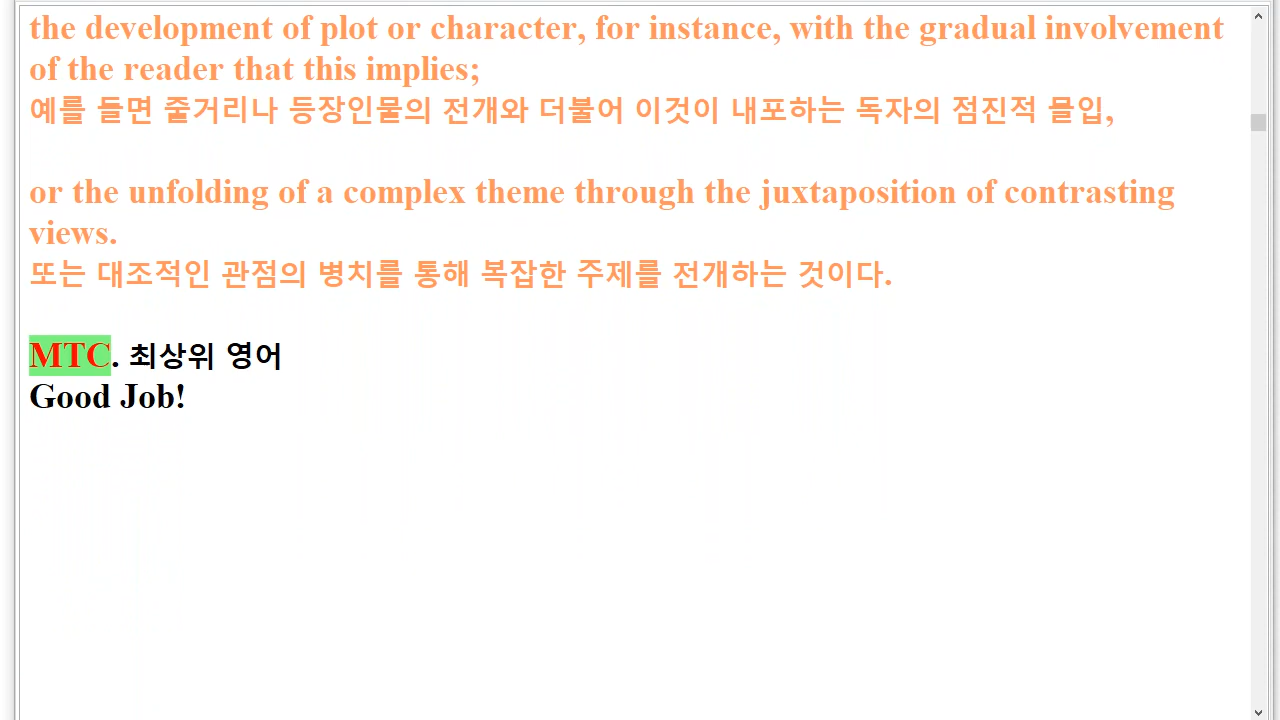 the development of plot or character, for instance, with the gradual involvement
of the reader that this implies;
예를 들면 줄거리나 등장인물의 전개와 더불어 이것이 내포하는 독자의 점진적 몰입,
or the unfolding of a complex theme through the juxtaposition of contrasting
views.
또는 대조적인 관점의 병치를 통해 복잡한 주제를 전개하는 것이다.
MTC. 최상위 영어
Good Job!